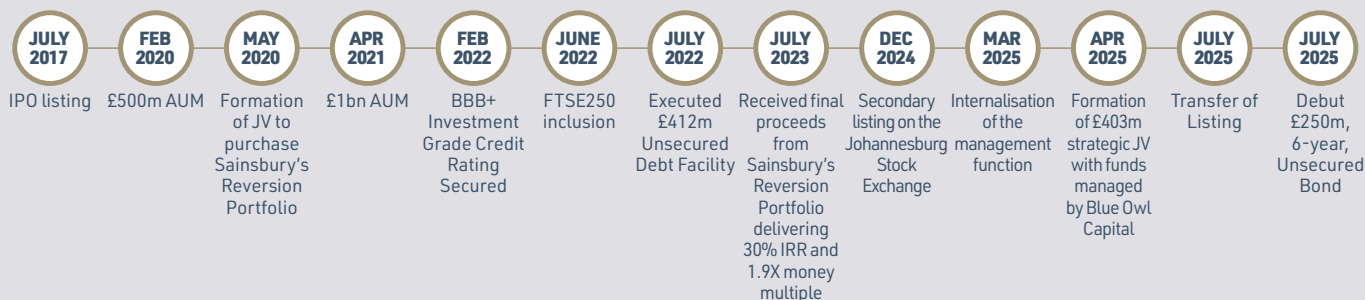 JULY
2017
IPO listing
FEB
2020
£500m AUM
MAY
2020
Formation
of JV to
purchase
Sainsbury's
Reversion
Portfolio
APR
2021
£1bn AUM
FEB
2022
BBB+
Investment
Grade Credit
Rating
Secured
JUNE
2022
FTSE250
inclusion
JULY
2022
Executed
£412m
Unsecured
Debt Facility
JULY
2023
Received final
proceeds
from
Sainsbury's
Reversion
Portfolio
delivering
30% IRR and
1.9X money
multiple
DEC
2024
Secondary
listing on the
Johannesburg
Stock
Exchange
MAR
2025
Internalisation
of the
management
function
APR
2025
Formation
of £403m
strategic JV
with funds
managed
by Blue Owl
Capital
JULY
2025
Transfer of
Listing
JULY
2025
Debut
£250m,
6-year,
Unsecured
Bond